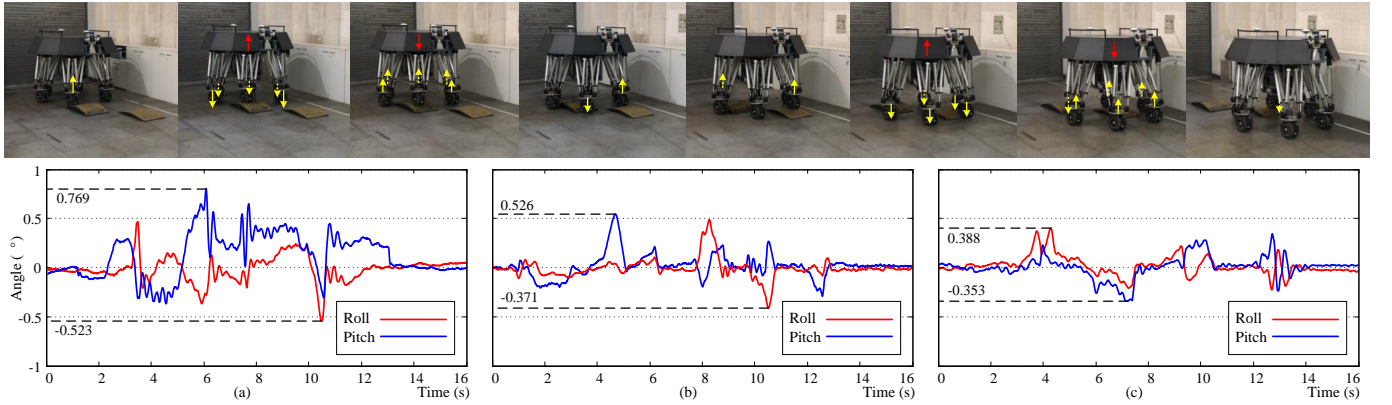 1
0.5
0
-0.5
-1
Angle ( ° )
0.769
-0.523
Roll
Pitch
0 2 4 6 8 10 12 14 16
(a) Time (s)
0.526
-0.371
Roll
Pitch
0 2 4 6 8 10 12 14 16
(b) Time (s)
0.388
-0.353
Roll
Pitch
0 2 4 6 8 10 12 14 16
(c) Time (s)